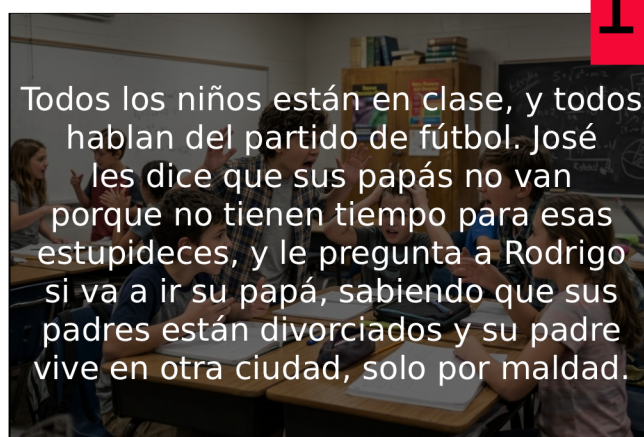 1
Todos los niños están en clase, y todos
hablan del partido de fútbol. José
les dice que sus papás no van
porque no tienen tiempo para esas
estupideces, y le pregunta a Rodrigo
si va a ir su papá, sabiendo que sus
padres están divorciados y su padre
vive en otra ciudad, solo por maldad.